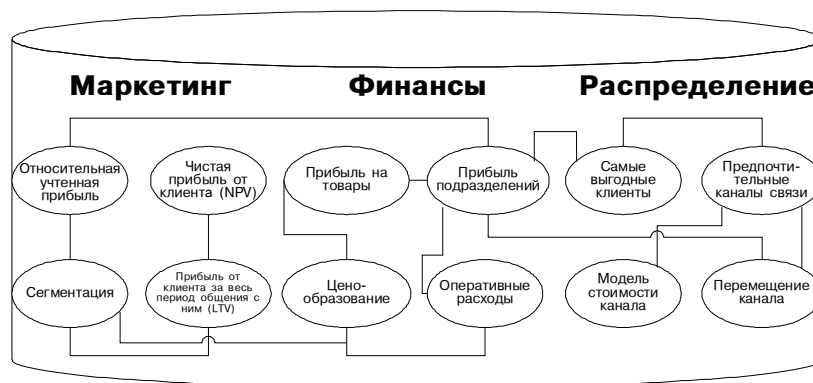 Маркетинг
Финансы
Распределение
Относительная
учтенная
прибыль
Чистая
прибыль от
клиента (NPV)
Прибыль на
товары
Прибыль
подразделений
Самые
выгодные
клиенты
Предпочти-
тельные
каналы связи
Сегментация
Прибыль от
клиента за весь
период общения с
ним (LTV)
Цено-
образование
Оперативные
расходы
Модель
стоимости
канала
Перемещение
канала